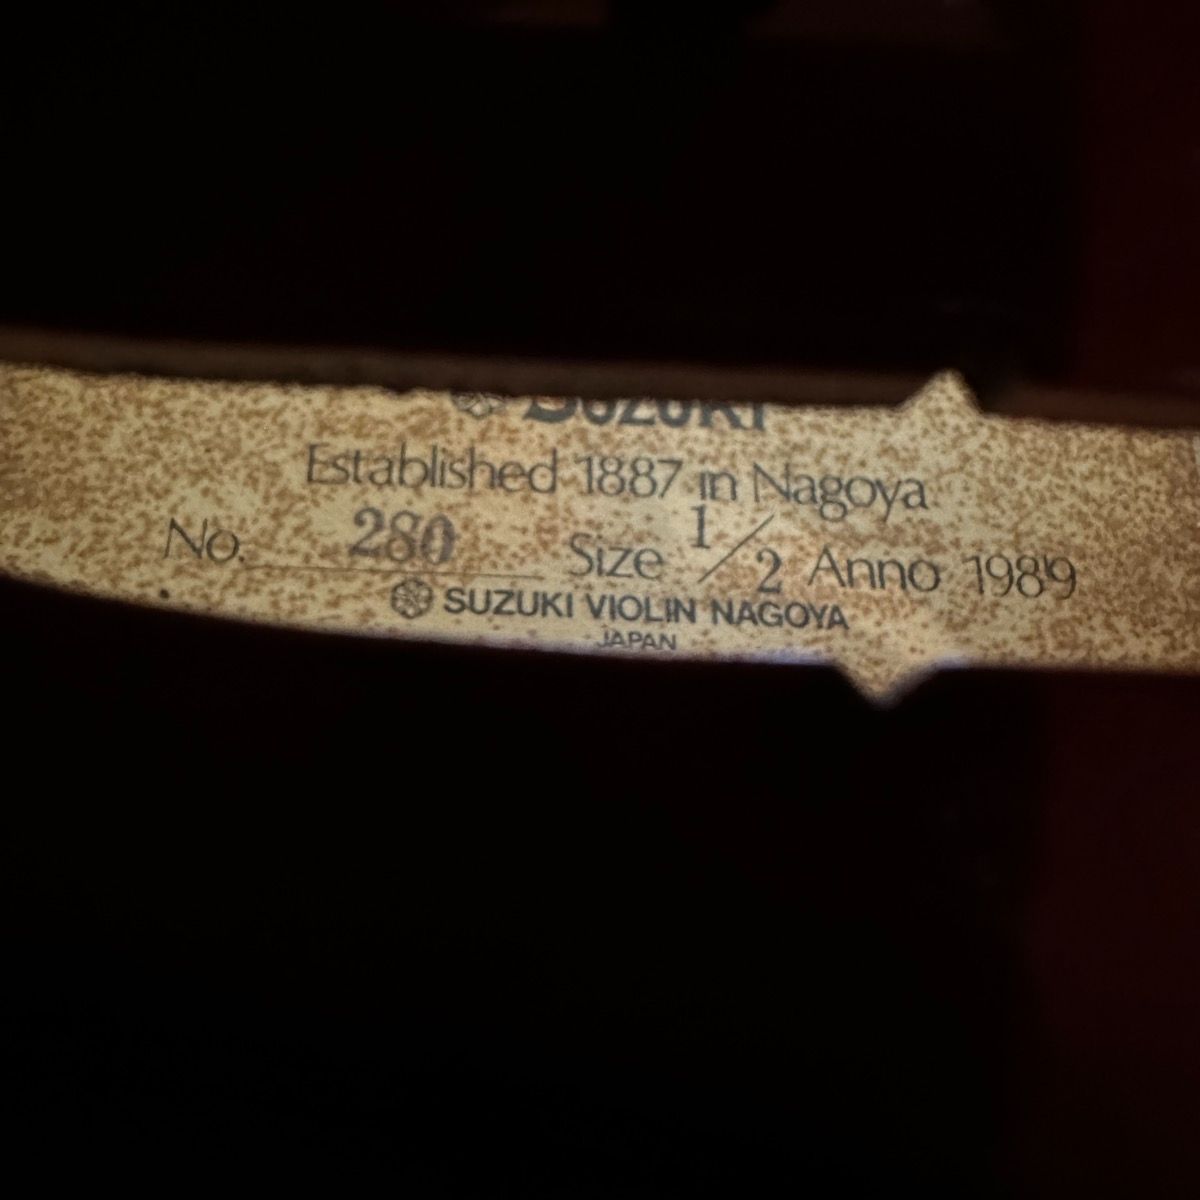 SUZUKI
Established 1887 in Nagoya
No. 280 Size 1/2 Anno 1989
SUZUKI VIOLIN NAGOYA
JAPAN